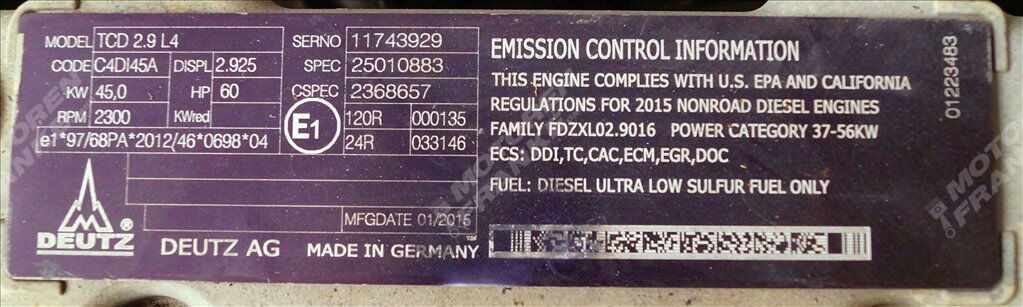 MODEL TCD 2.9 L4
CODE C4DI45A DISPL 2.925
KW 45,0 HP 60
RPM 2300 KWred
e1*97/68PA*2012/46*0698*04
SERNO 11743929
SPEC 25010883
CSPEC 2368657
E1 120R 000135
24R 033146
MFGDATE 01/2015
DEUTZ
DEUTZ AG MADE IN GERMANY
EMISSION CONTROL INFORMATION
THIS ENGINE COMPLIES WITH U.S. EPA AND CALIFORNIA
REGULATIONS FOR 2015 NONROAD DIESEL ENGINES
FAMILY FDZXL02.9016 POWER CATEGORY 37-56KW
ECS: DDI,TC,CAC,ECM,EGR,DOC
FUEL: DIESEL ULTRA LOW SULFUR FUEL ONLY
01223483
MOTOREN FRANKEN